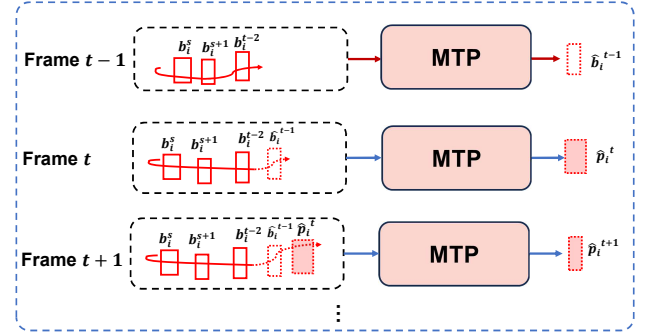 b_i^s b_i^{s+1} b_i^{t-2}
Frame t − 1 MTP b̂_i^{t-1}
b_i^s b_i^{s+1} b_i^{t-2} b̂_i^{t-1}
Frame t MTP p̂_i^t
b_i^s b_i^{s+1} b_i^{t-2} b̂_i^{t-1} p̂_i^t
Frame t + 1 MTP p̂_i^{t+1}
⋮